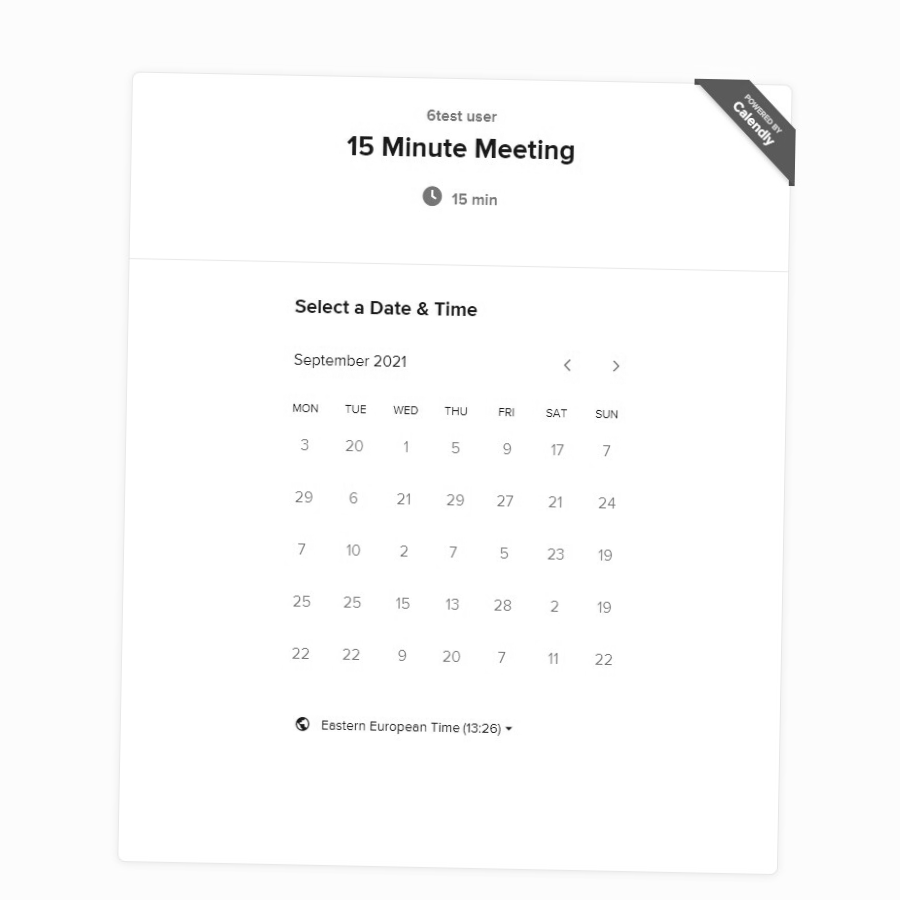 POWERED BY
Calendly
6test user
15 Minute Meeting
15 min
Select a Date & Time
September 2021
MON TUE WED THU FRI SAT SUN
3 20 1 5 9 17 7
29 6 21 29 27 21 24
7 10 2 7 5 23 19
25 25 15 13 28 2 19
22 22 9 20 7 11 22
Eastern European Time (13:26)